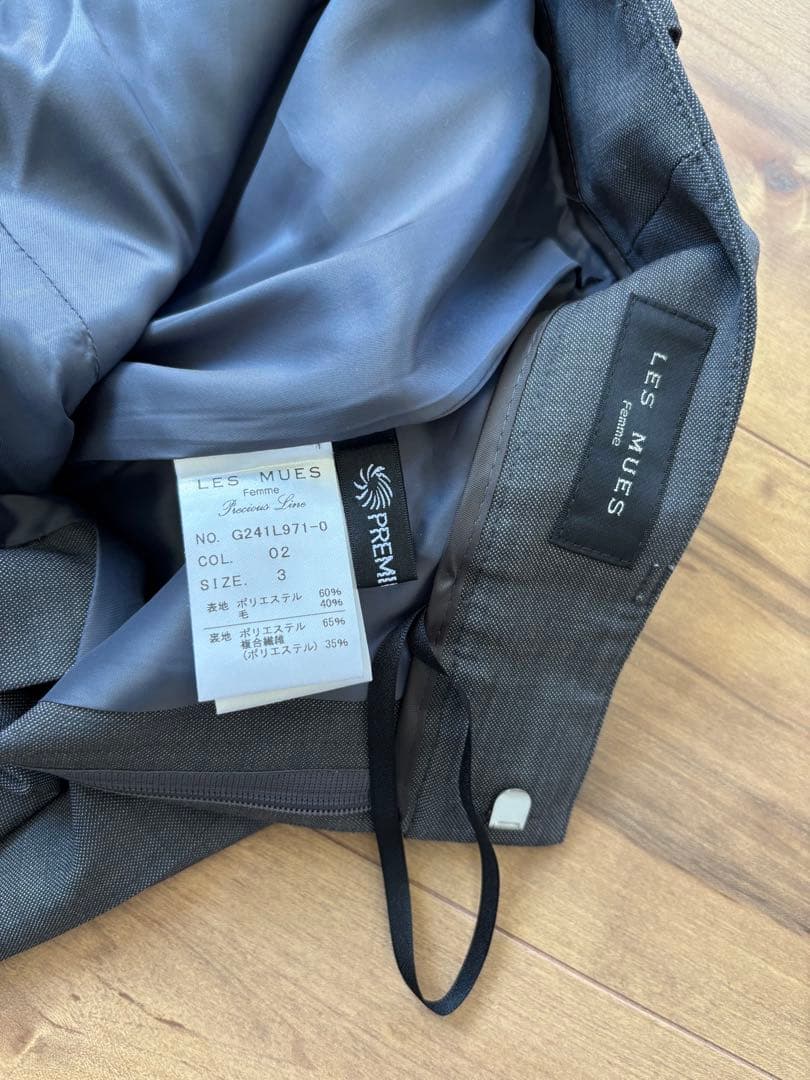 LES MUES
Femme
Precious Line
NO. G241L971-0
COL. 02
SIZE. 3
表地 ポリエステル 60%
毛 40%
裏地 ポリエステル 65%
複合繊維
(ポリエステル) 35%
LES MUES
Femme